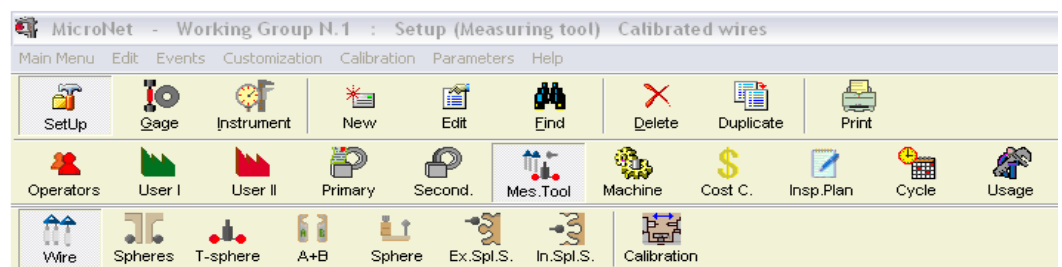 MicroNet - Working Group N.1 : Setup (Measuring tool) Calibrated wires
Main Menu Edit Events Customization Calibration Parameters Help
SetUp Gage Instrument New Edit Find Delete Duplicate Print
Operators User I User II Primary Second. Mes.Tool Machine Cost C. Insp.Plan Cycle Usage
Wire Spheres T-sphere A+B Sphere Ex.Spl.S. In.Spl.S. Calibration